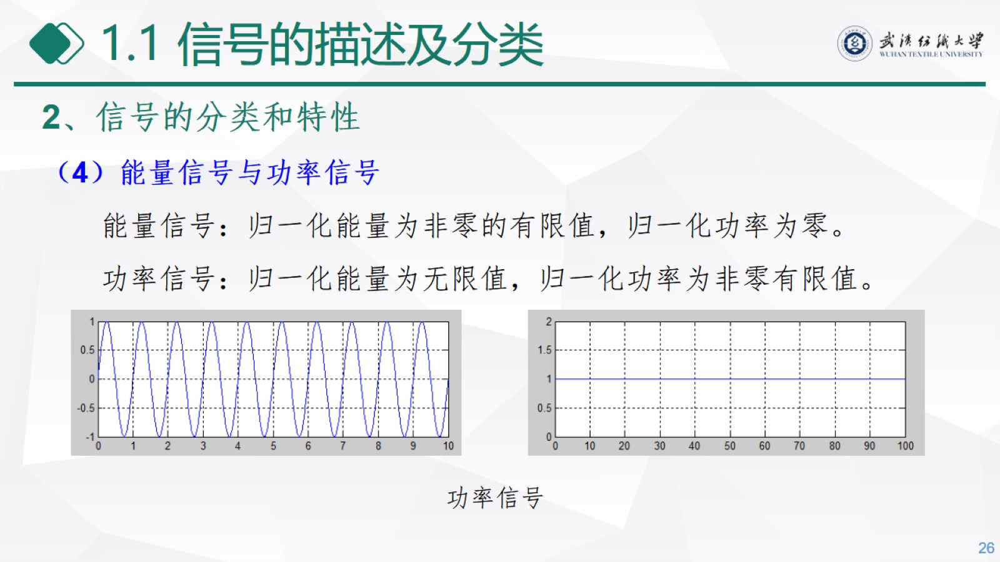 1.1 信号的描述及分类
武汉纺织大学
WUHAN TEXTILE UNIVERSITY
2、信号的分类和特性
（4）能量信号与功率信号
能量信号：归一化能量为非零的有限值，归一化功率为零。
功率信号：归一化能量为无限值，归一化功率为非零有限值。
1
0.5
0
-0.5
-1
0 1 2 3 4 5 6 7 8 9 10
2
1.5
1
0.5
0
0 10 20 30 40 50 60 70 80 90 100
功率信号
26